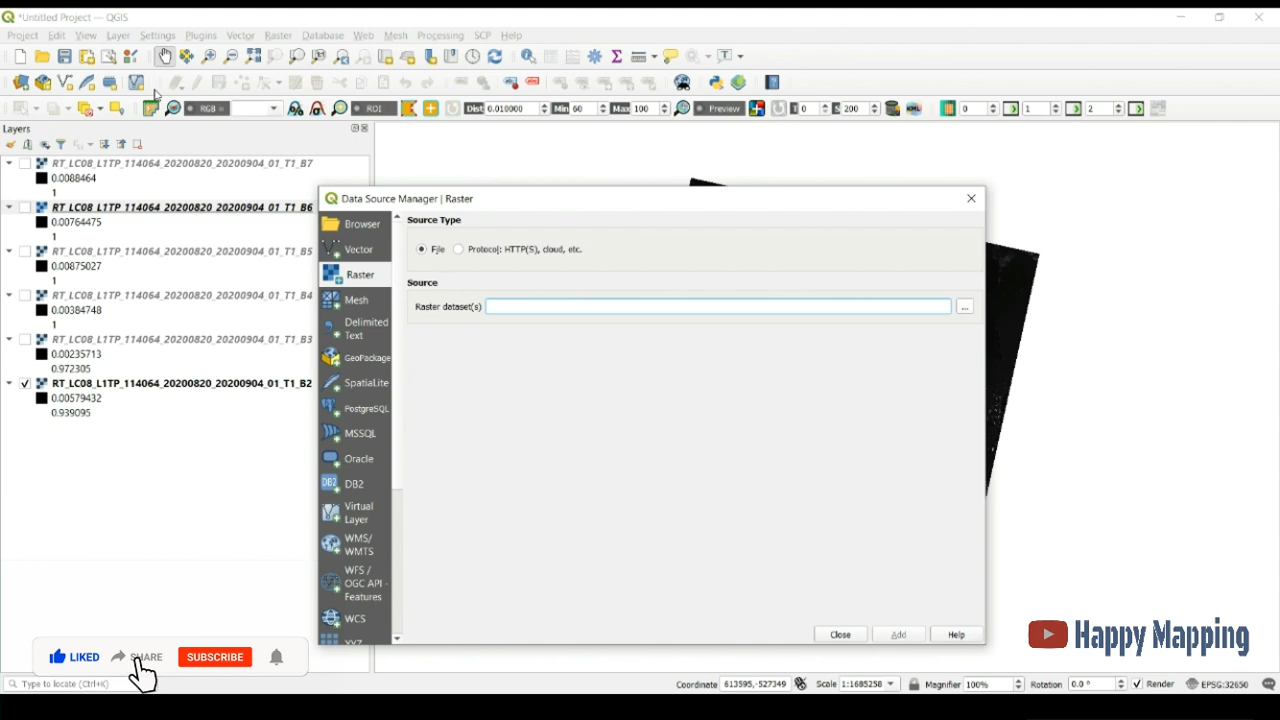 *Untitled Project — QGIS
Project Edit View Layer Settings Plugins Vector Raster Database Web Mesh Processing SCP Help
RGB = ROI Dist 0.010000 Min 60 Max 100 Preview T 0 S 200 0 1 2
Layers
RT_LC08_L1TP_114064_20200820_20200904_01_T1_B7
0.0088464
1
RT_LC08_L1TP_114064_20200820_20200904_01_T1_B6
0.00764475
1
RT_LC08_L1TP_114064_20200820_20200904_01_T1_B5
0.00875027
1
RT_LC08_L1TP_114064_20200820_20200904_01_T1_B4
0.00384748
1
RT_LC08_L1TP_114064_20200820_20200904_01_T1_B3
0.00235713
0.972305
RT_LC08_L1TP_114064_20200820_20200904_01_T1_B2
0.00579432
0.939095
Data Source Manager | Raster
Browser
Vector
Raster
Mesh
Delimited
Text
GeoPackage
SpatiaLite
PostgreSQL
MSSQL
Oracle
DB2
Virtual
Layer
WMS/
WMTS
WFS /
OGC API -
Features
WCS
XYZ
Source Type
File Protocol: HTTP(S), cloud, etc.
Source
Raster dataset(s) ...
Close Add Help
LIKED SHARE SUBSCRIBE
Happy Mapping
Type to locate (Ctrl+K) Coordinate 613595,-527349 Scale 1:1685258 Magnifier 100% Rotation 0.0 ° Render EPSG:32650